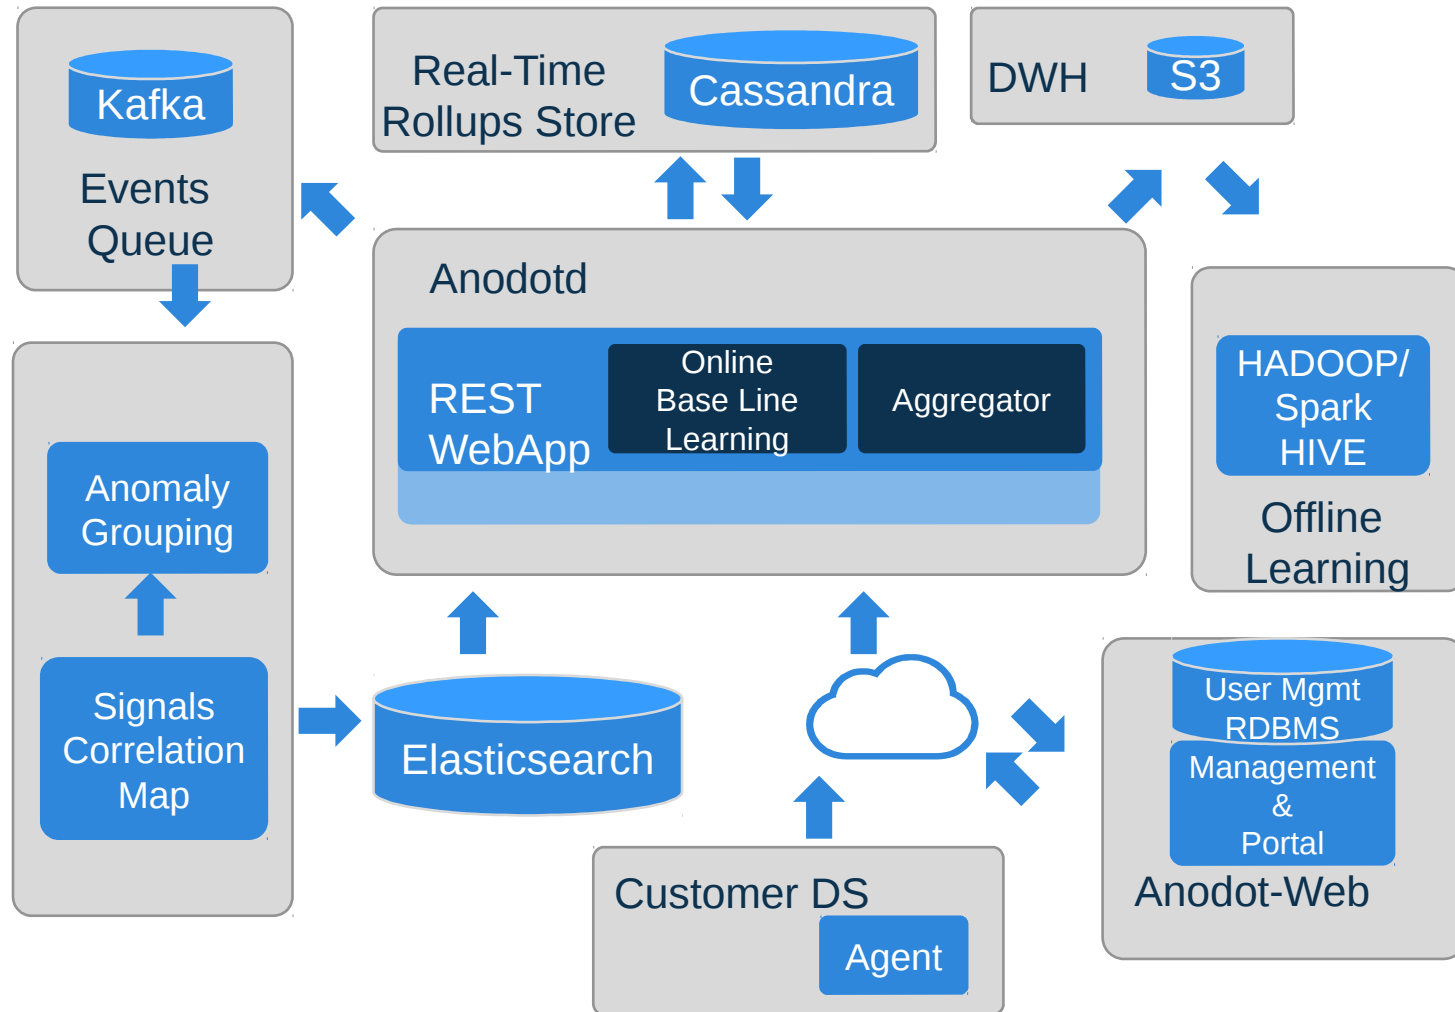 Kafka
Events
Queue
Real-Time
Rollups Store
Cassandra
DWH
S3
Anodotd
REST
WebApp
Online
Base Line
Learning
Aggregator
HADOOP/
Spark
HIVE
Offline
Learning
Anomaly
Grouping
Signals
Correlation
Map
Elasticsearch
User Mgmt
RDBMS
Management
&
Portal
Anodot-Web
Customer DS
Agent